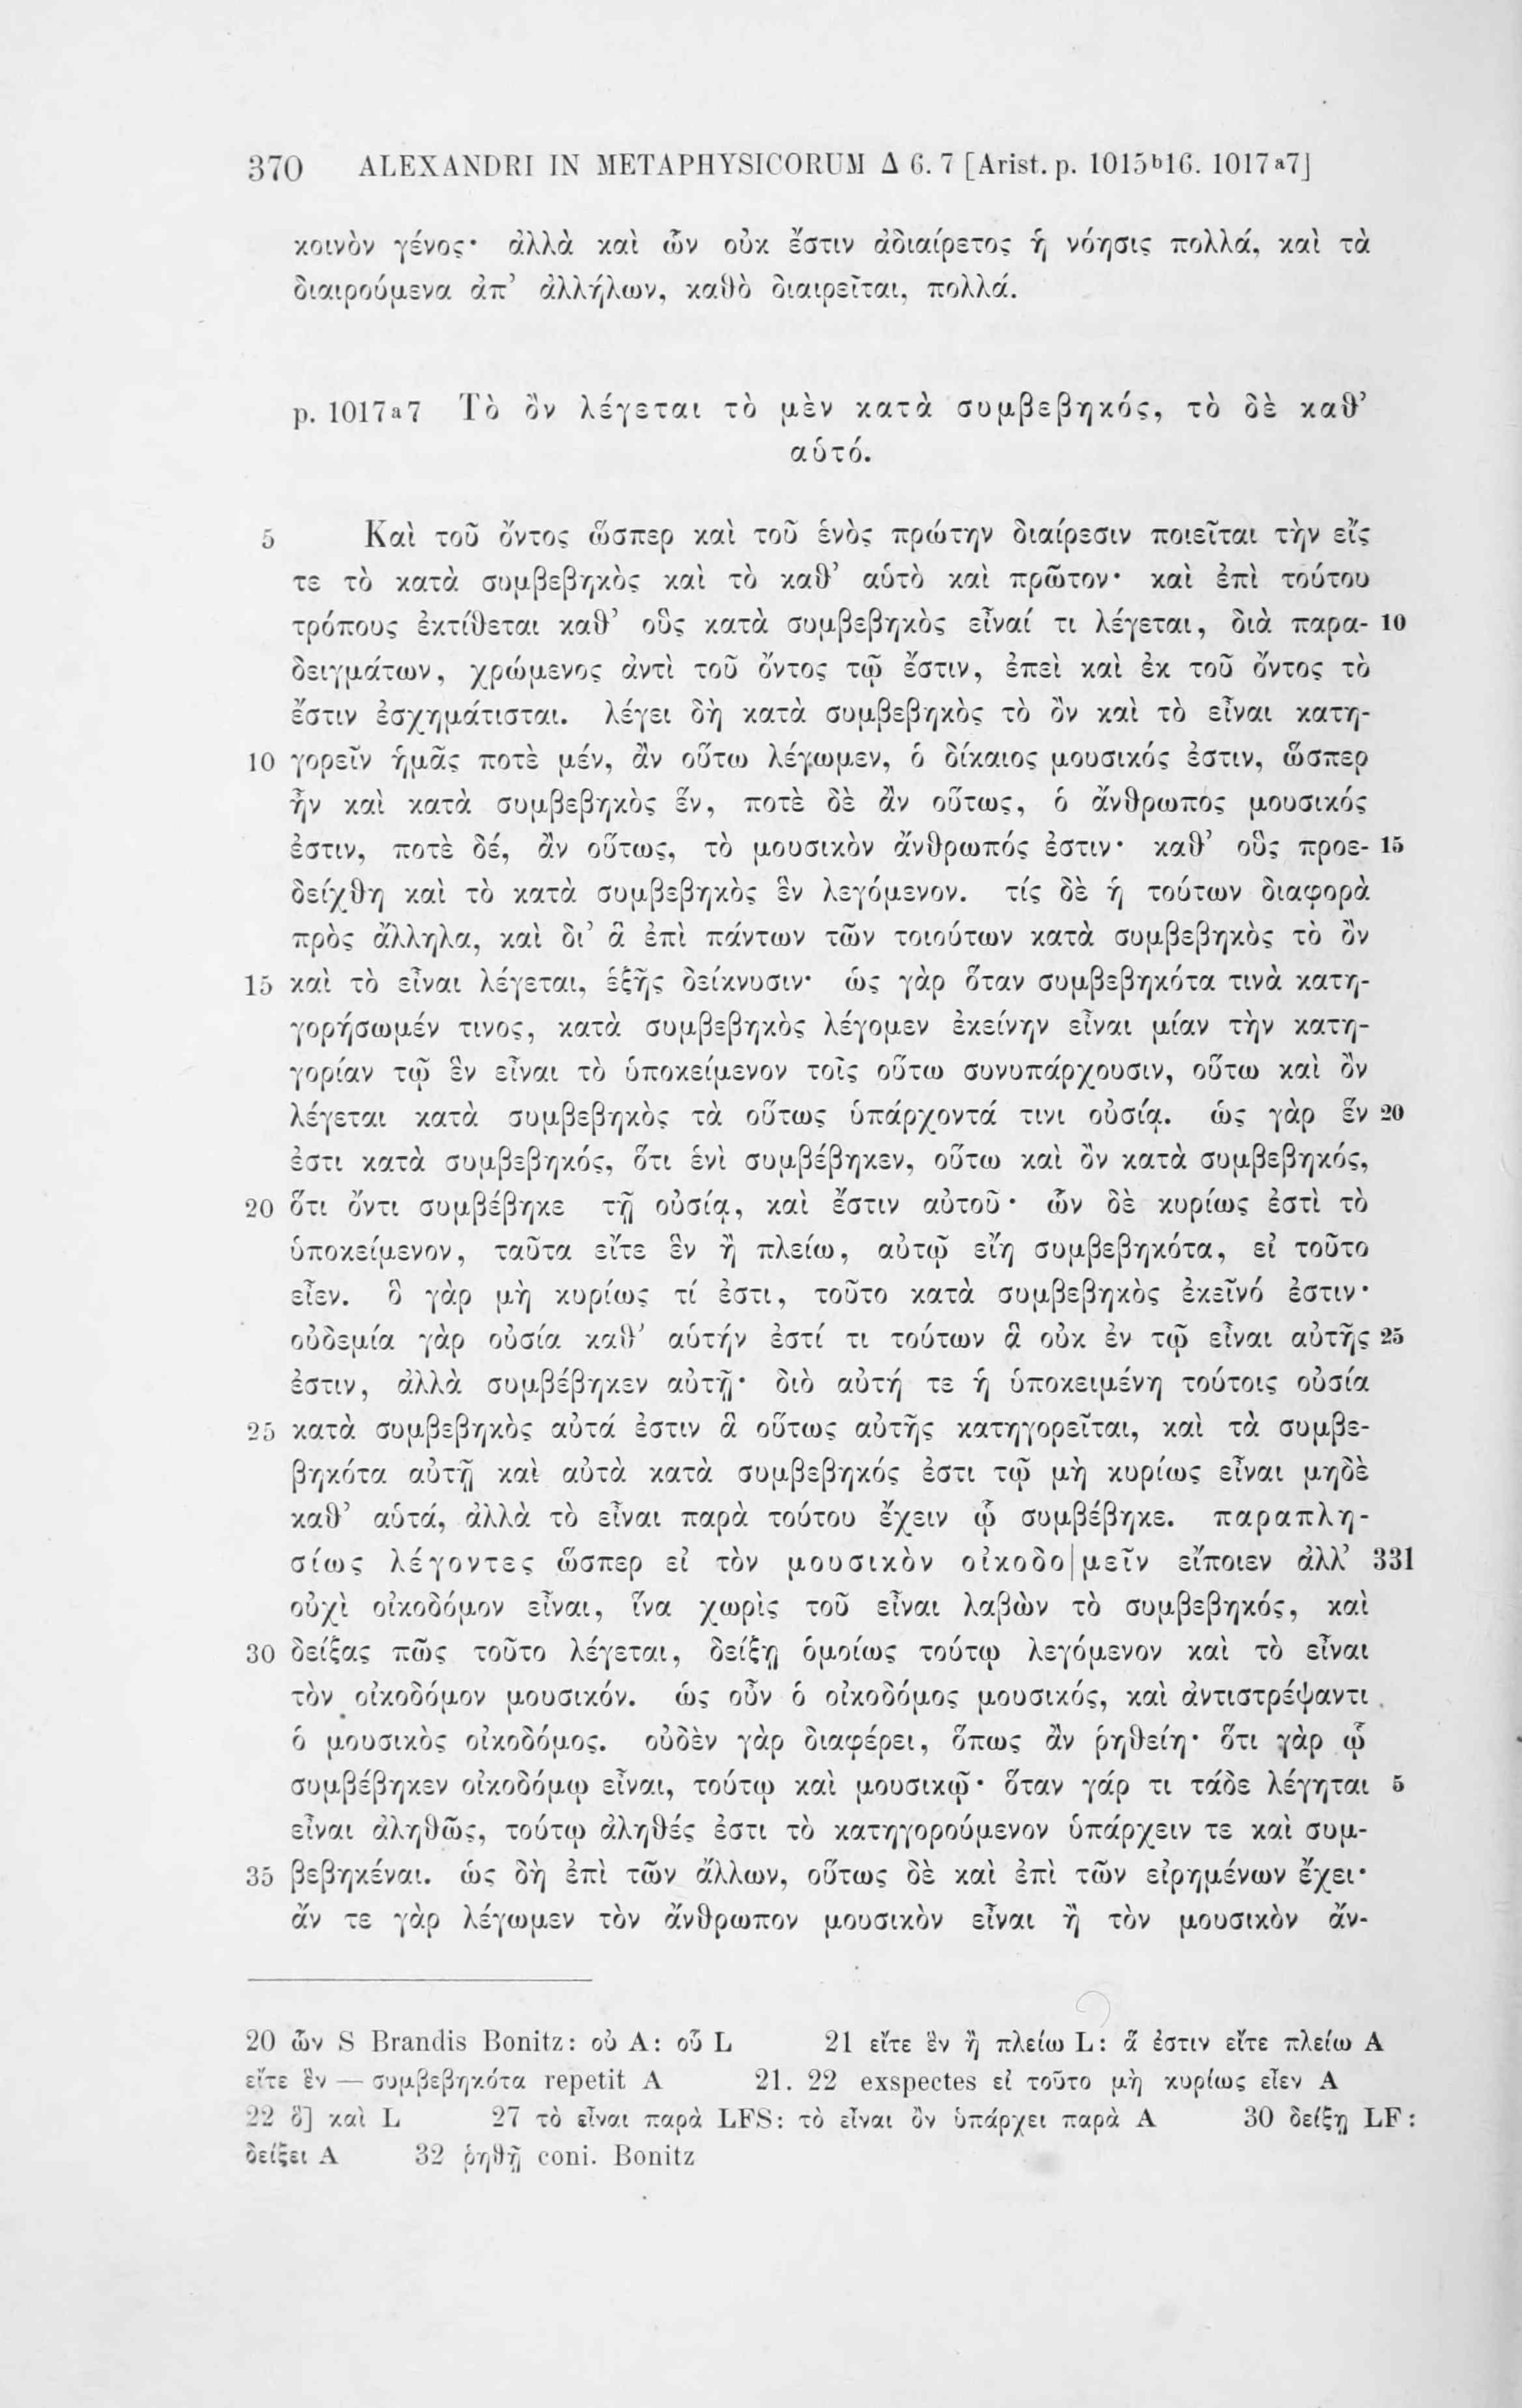 370 ALEXANDRI IN METAPHYSICORUM Δ 6. 7 [Arist. p. 1015ᵇ16. 1017ᵃ7]
κοινὸν γένος· ἀλλὰ καὶ ὧν οὐκ ἔστιν ἀδιαίρετος ἡ νόησις πολλά, καὶ τὰ
διαιρούμενα ἀπ’ ἀλλήλων, καθὸ διαιρεῖται, πολλά.
p. 1017ᵃ7 Τὸ ὂν λέγεται τὸ μὲν κατὰ συμβεβηκός, τὸ δὲ καθ’
αὑτό.
5 Καὶ τοῦ ὄντος ὥσπερ καὶ τοῦ ἑνὸς πρώτην διαίρεσιν ποιεῖται τὴν εἴς
τε τὸ κατὰ συμβεβηκὸς καὶ τὸ καθ’ αὑτὸ καὶ πρῶτον· καὶ ἐπὶ τούτου
τρόπους ἐκτίθεται καθ’ οὓς κατὰ συμβεβηκὸς εἶναί τι λέγεται, διὰ παρα- 10
δειγμάτων, χρώμενος ἀντὶ τοῦ ὄντος τῷ ἔστιν, ἐπεὶ καὶ ἐκ τοῦ ὄντος τὸ
ἔστιν ἐσχημάτισται. λέγει δὴ κατὰ συμβεβηκὸς τὸ ὂν καὶ τὸ εἶναι κατη-
10 γορεῖν ἡμᾶς ποτὲ μέν, ἂν οὕτω λέγωμεν, ὁ δίκαιος μουσικός ἐστιν, ὥσπερ
ἦν καὶ κατὰ συμβεβηκὸς ἕν, ποτὲ δὲ ἂν οὕτως, ὁ ἄνθρωπος μουσικός
ἐστιν, ποτὲ δέ, ἂν οὕτως, τὸ μουσικὸν ἄνθρωπός ἐστιν· καθ’ οὓς προε- 15
δείχθη καὶ τὸ κατὰ συμβεβηκὸς ἓν λεγόμενον. τίς δὲ ἡ τούτων διαφορὰ
πρὸς ἄλληλα, καὶ δι’ ἃ ἐπὶ πάντων τῶν τοιούτων κατὰ συμβεβηκὸς τὸ ὂν
15 καὶ τὸ εἶναι λέγεται, ἑξῆς δείκνυσιν· ὡς γὰρ ὅταν συμβεβηκότα τινὰ κατη-
γορήσωμέν τινος, κατὰ συμβεβηκὸς λέγομεν ἐκείνην εἶναι μίαν τὴν κατη-
γορίαν τῷ ἓν εἶναι τὸ ὑποκείμενον τοῖς οὕτω συνυπάρχουσιν, οὕτω καὶ ὂν
λέγεται κατὰ συμβεβηκὸς τὰ οὕτως ὑπάρχοντά τινι οὐσίᾳ. ὡς γὰρ ἕν 20
ἐστι κατὰ συμβεβηκός, ὅτι ἑνὶ συμβέβηκεν, οὕτω καὶ ὂν κατὰ συμβεβηκός,
20 ὅτι ὄντι συμβέβηκε τῇ οὐσίᾳ, καὶ ἔστιν αὐτοῦ· ὧν δὲ κυρίως ἐστὶ τὸ
ὑποκείμενον, ταῦτα εἴτε ἓν ἢ πλείω, αὐτῷ εἴη συμβεβηκότα, εἰ τοῦτο
εἶεν. ὃ γὰρ μὴ κυρίως τί ἐστι, τοῦτο κατὰ συμβεβηκὸς ἐκεῖνό ἐστιν·
οὐδεμία γὰρ οὐσία καθ’ αὑτήν ἐστί τι τούτων ἃ οὐκ ἐν τῷ εἶναι αὐτῆς 25
ἐστιν, ἀλλὰ συμβέβηκεν αὐτῇ· διὸ αὐτή τε ἡ ὑποκειμένη τούτοις οὐσία
25 κατὰ συμβεβηκὸς αὐτά ἐστιν ἃ οὕτως αὐτῆς κατηγορεῖται, καὶ τὰ συμβε-
βηκότα αὐτῇ καὶ αὐτὰ κατὰ συμβεβηκός ἐστι τῷ μὴ κυρίως εἶναι μηδὲ
καθ’ αὑτά, ἀλλὰ τὸ εἶναι παρὰ τούτου ἔχειν ᾧ συμβέβηκε. παραπλη-
σίως λέγοντες ὥσπερ εἰ τὸν μουσικὸν οἰκοδο|μεῖν εἴποιεν ἀλλ’ 331
οὐχὶ οἰκοδόμον εἶναι, ἵνα χωρὶς τοῦ εἶναι λαβὼν τὸ συμβεβηκός, καὶ
30 δείξας πῶς τοῦτο λέγεται, δείξῃ ὁμοίως τούτῳ λεγόμενον καὶ τὸ εἶναι
τὸν οἰκοδόμον μουσικόν. ὡς οὖν ὁ οἰκοδόμος μουσικός, καὶ ἀντιστρέψαντι
ὁ μουσικὸς οἰκοδόμος. οὐδὲν γὰρ διαφέρει, ὅπως ἂν ῥηθείη· ὅτι γὰρ ᾧ
συμβέβηκεν οἰκοδόμῳ εἶναι, τούτῳ καὶ μουσικῷ· ὅταν γάρ τι τάδε λέγηται 5
εἶναι ἀληθῶς, τούτῳ ἀληθές ἐστι τὸ κατηγορούμενον ὑπάρχειν τε καὶ συμ-
35 βεβηκέναι. ὡς δὴ ἐπὶ τῶν ἄλλων, οὕτως δὲ καὶ ἐπὶ τῶν εἰρημένων ἔχει·
ἄν τε γὰρ λέγωμεν τὸν ἄνθρωπον μουσικὸν εἶναι ἢ τὸν μουσικὸν ἄν-
20 ὧν S Brandis Bonitz: οὐ A: οὗ L 21 εἴτε ἓν ἢ πλείω L: ἅ ἐστιν εἴτε πλείω A
εἴτε ἓν — συμβεβηκότα repetit A 21. 22 exspectes εἰ τοῦτο μὴ κυρίως εἶεν A
22 ὃ] καὶ L 27 τὸ εἶναι παρὰ LFS: τὸ εἶναι ὂν ὑπάρχει παρὰ A 30 δείξῃ LF:
δείξει A 32 ῥηθῇ coni. Bonitz